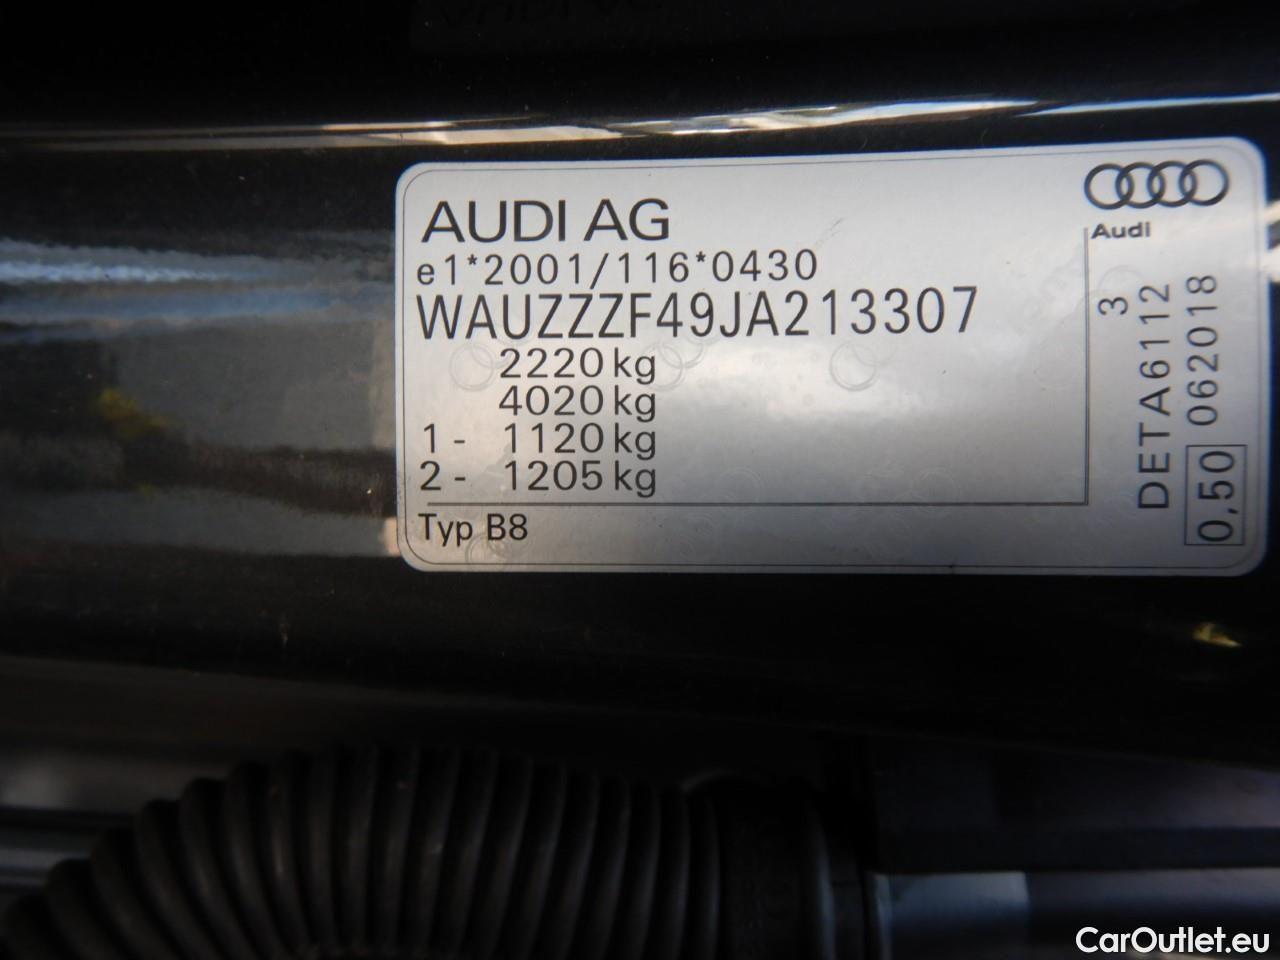 AUDI AG
e1*2001/116*0430
WAUZZZF49JA213307
2220 kg
4020 kg
1 - 1120 kg
2 - 1205 kg
Typ B8
Audi
3
DETA6112
062018
0,50
CarOutlet.eu